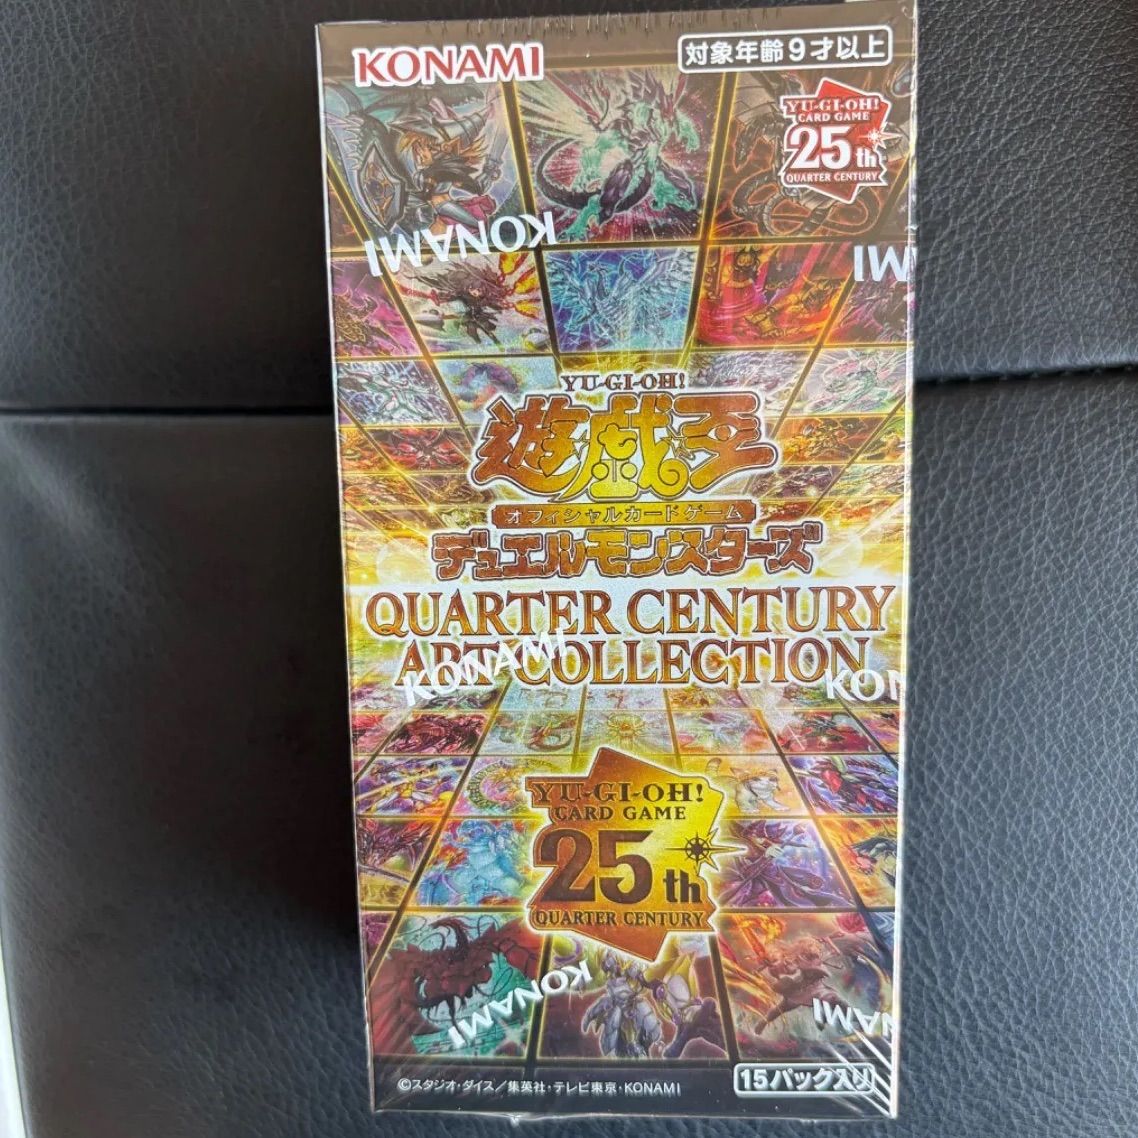 KONAMI
対象年齢9才以上
YU-GI-OH!
CARD GAME
25th
QUARTER CENTURY
KONAMI
YU-GI-OH!
遊戯王
オフィシャルカードゲーム
デュエルモンスターズ
QUARTER CENTURY
ART COLLECTION
KONAMI
YU-GI-OH!
CARD GAME
25th
QUARTER CENTURY
KONAMI
©スタジオ・ダイス/集英社・テレビ東京・KONAMI
15パック入り